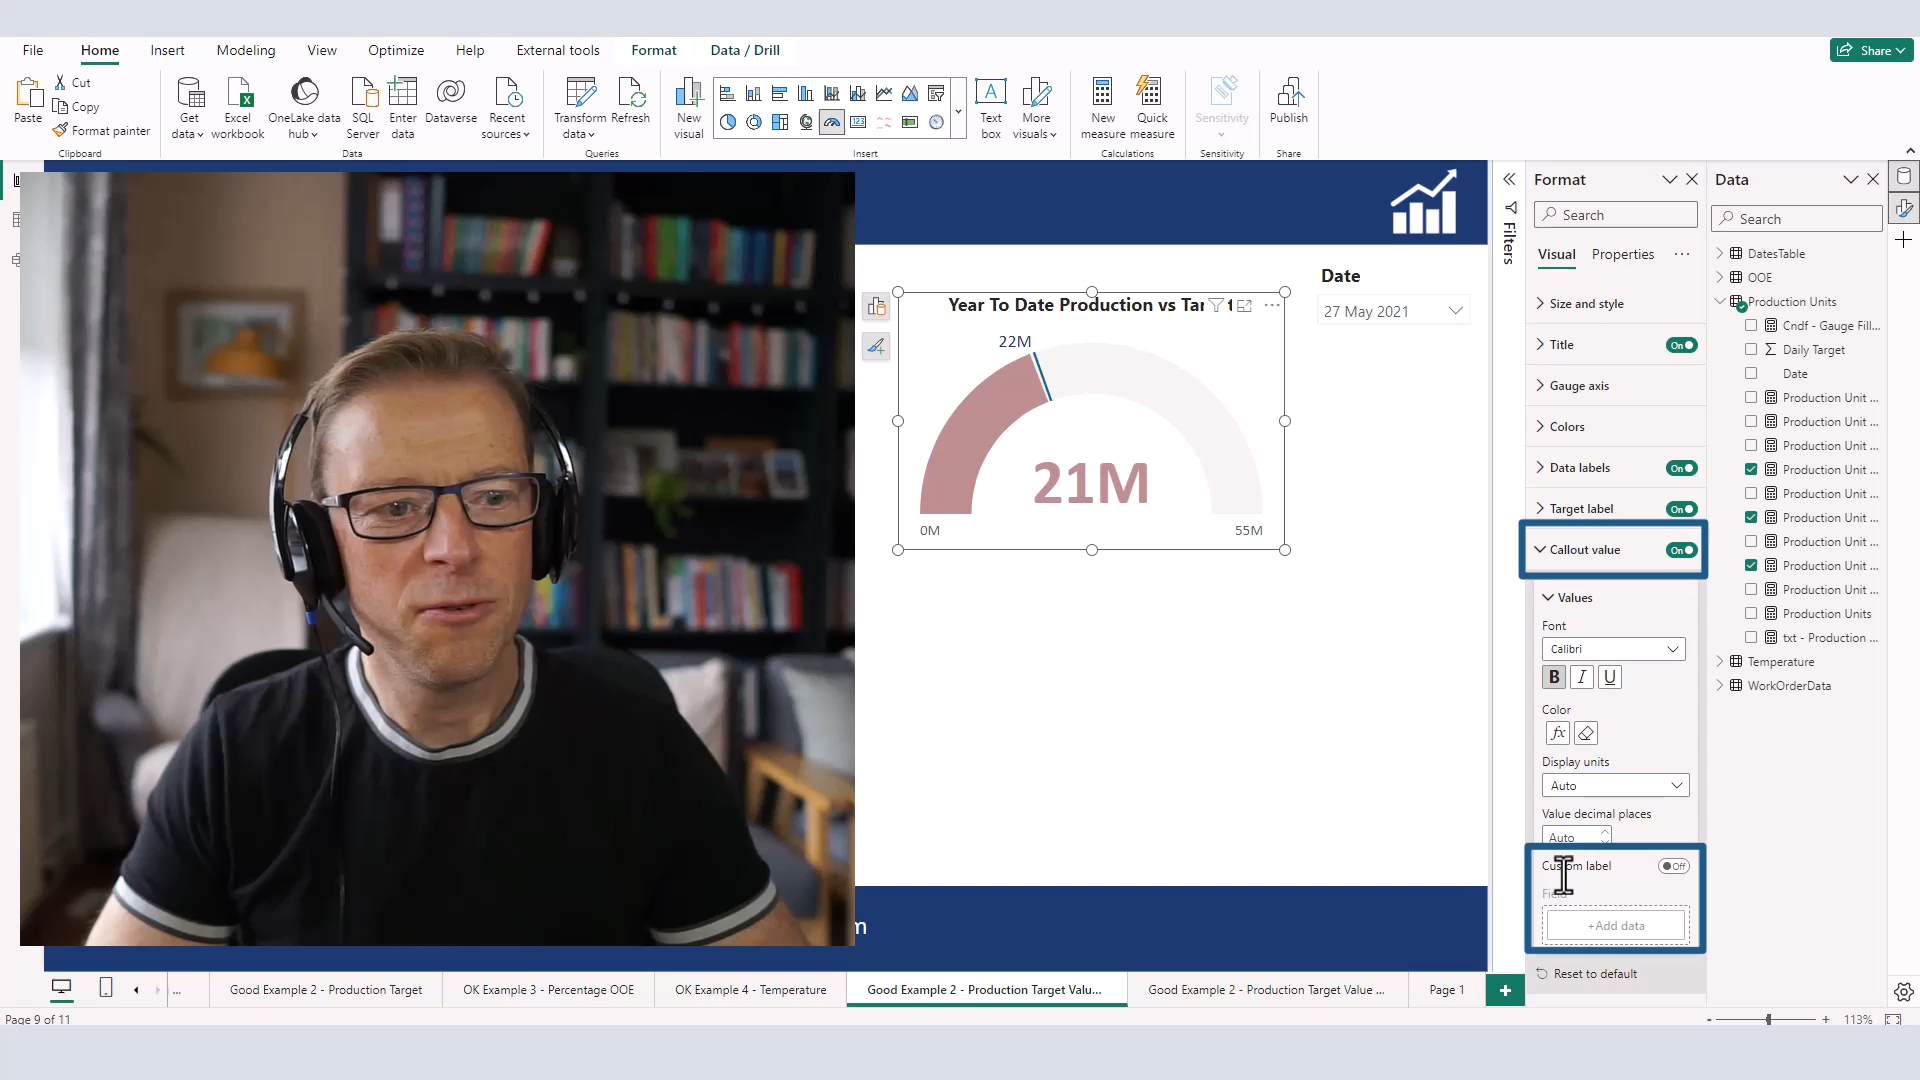 File Home Insert Modeling View Optimize Help External tools Format Data / Drill Share
Paste Cut Copy Format painter
Get data Excel workbook OneLake data hub SQL Server Enter data Dataverse Recent sources Transform data Refresh New visual Text box More visuals New measure Quick measure Sensitivity Publish
Clipboard Data Queries Insert Calculations Sensitivity Share
Year To Date Production vs Tar t
22M
21M
0M 55M
Date
27 May 2021
Filters
Format
Search
Visual Properties
Size and style
Title On
Gauge axis
Colors
Data labels On
Target label On
Callout value On
Values
Font
Calibri
B I U
Color
fx
Display units
Auto
Value decimal places
Auto
Custom label Off
Field
+Add data
Reset to default
Data
Search
DatesTable
OOE
Production Units
Cndf - Gauge Fill...
Daily Target
Date
Production Unit ...
Production Unit ...
Production Unit ...
Production Unit ...
Production Unit ...
Production Unit ...
Production Unit ...
Production Unit ...
Production Unit ...
Production Units
txt - Production ...
Temperature
WorkOrderData
m
... Good Example 2 - Production Target OK Example 3 - Percentage OOE OK Example 4 - Temperature Good Example 2 - Production Target Valu... Good Example 2 - Production Target Value ... Page 1 +
Page 9 of 11 - + 113%